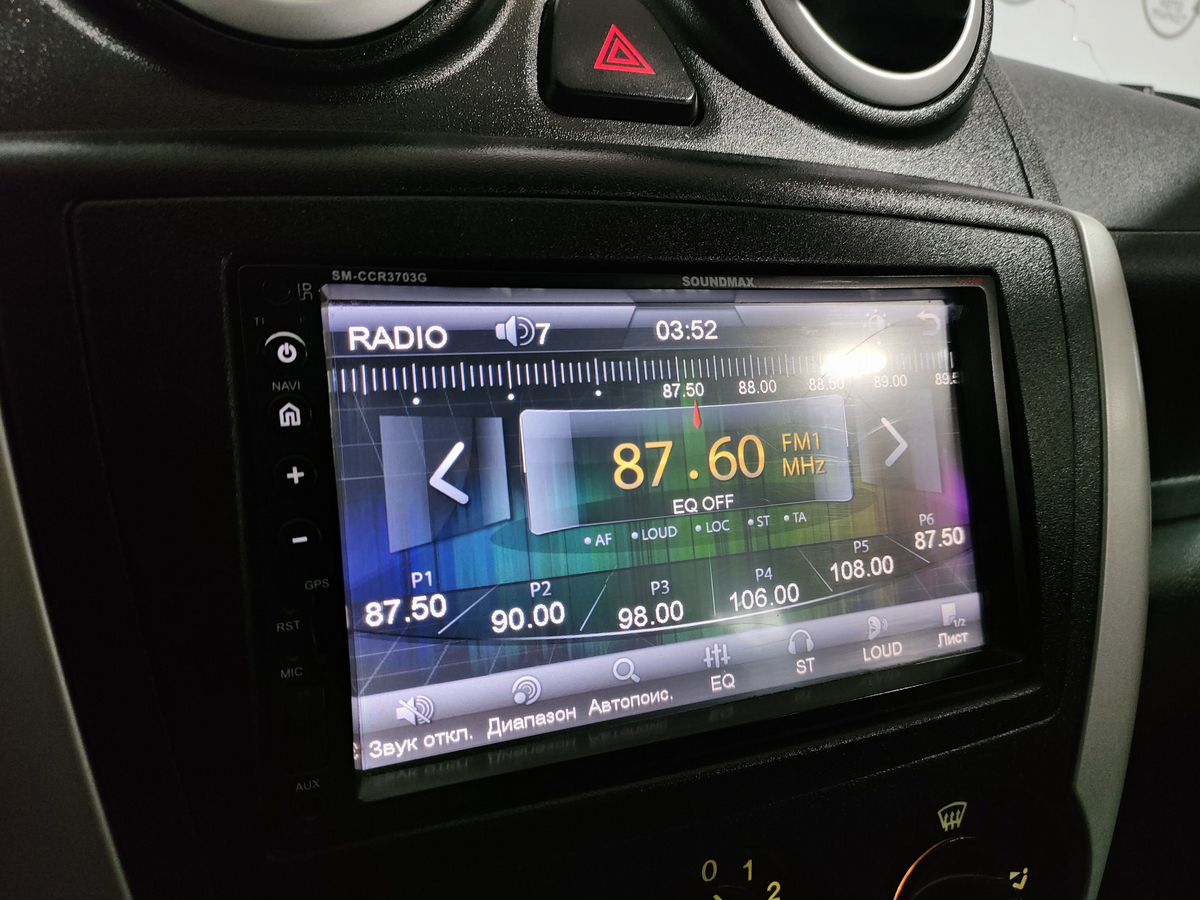 SM-CCR3703G
SOUNDMAX
RADIO 7 03:52
87.50 88.00 88.50 89.00 89.5
87.60 FM1
MHz
EQ OFF
AF LOUD LOC ST TA
P1 P2 P3 P4 P5 P6
87.50 90.00 98.00 106.00 108.00 87.50
Звук откл. Диапазон Автопоис. EQ ST LOUD Лист
1/2
NAVI
+
-
GPS
RST
MIC
AUX
0 1 2